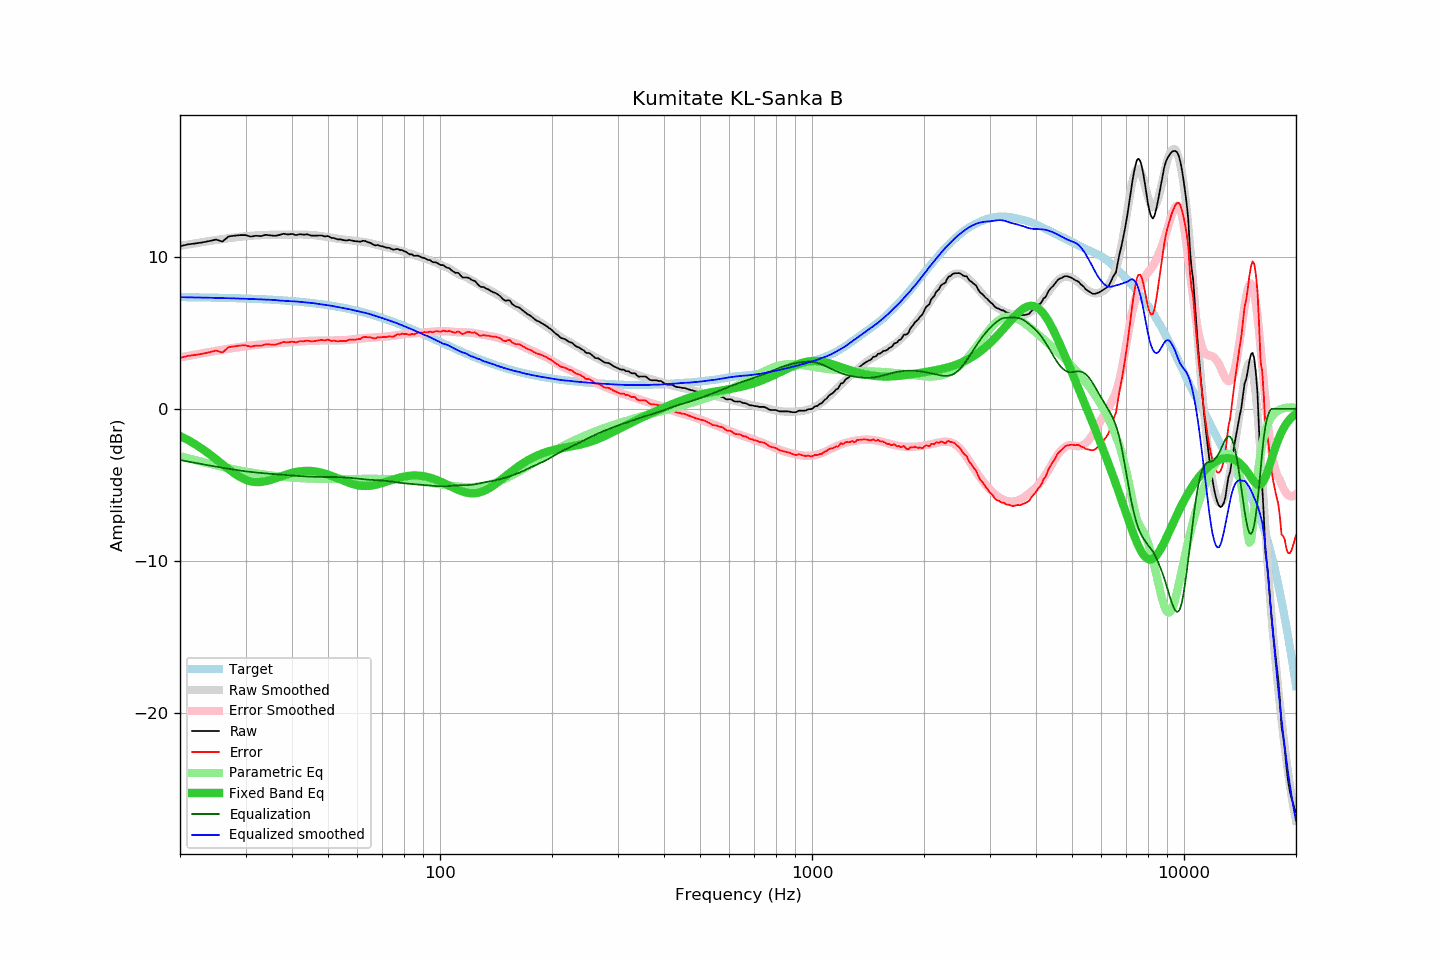 Kumitate KL-Sanka B
Amplitude (dBr)
10
0
−10
−20
Target
Raw Smoothed
Error Smoothed
Raw
Error
Parametric Eq
Fixed Band Eq
Equalization
Equalized smoothed
100
1000
10000
Frequency (Hz)